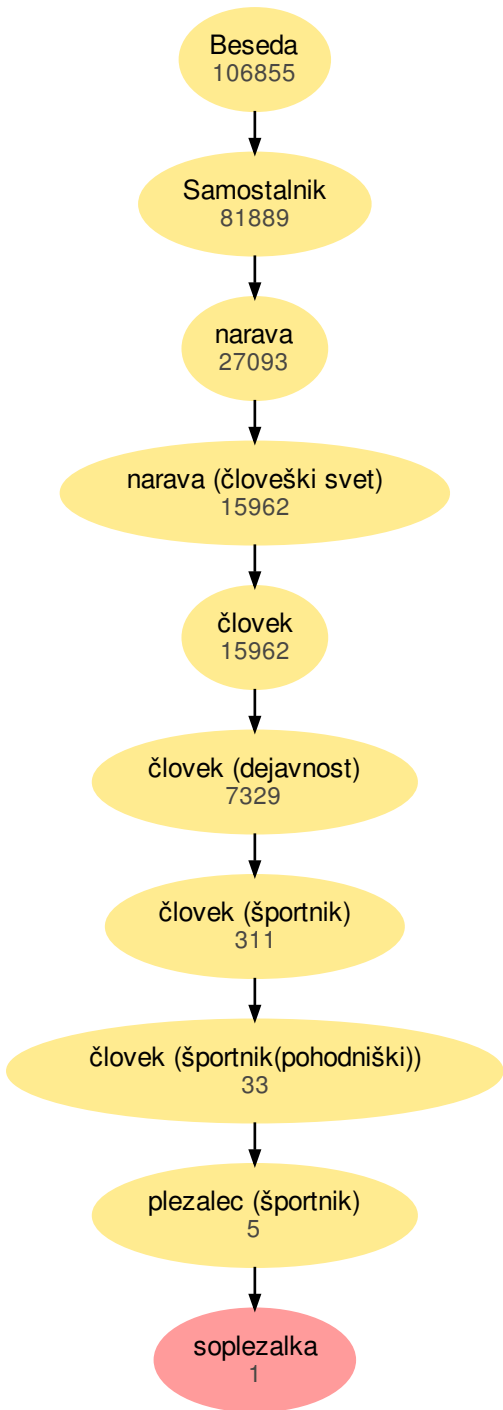 Beseda
106855
Samostalnik
81889
narava
27093
narava (človeški svet)
15962
človek
15962
človek (dejavnost)
7329
človek (športnik)
311
človek (športnik(pohodniški))
33
plezalec (športnik)
5
soplezalka
1